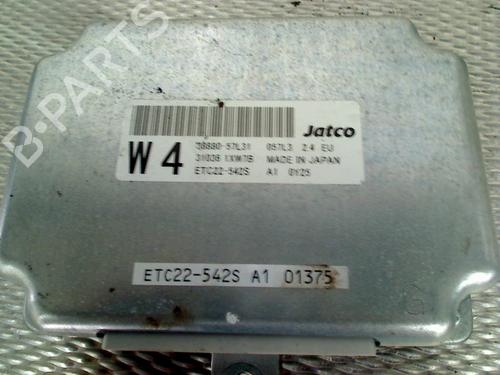 B-PARTS
Jatco
W4
38880-57L31 057L3 2.4 EU
31036 1XW7B MADE IN JAPAN
ETC22-542S A1 0Y25
ETC22-542S A1 01375